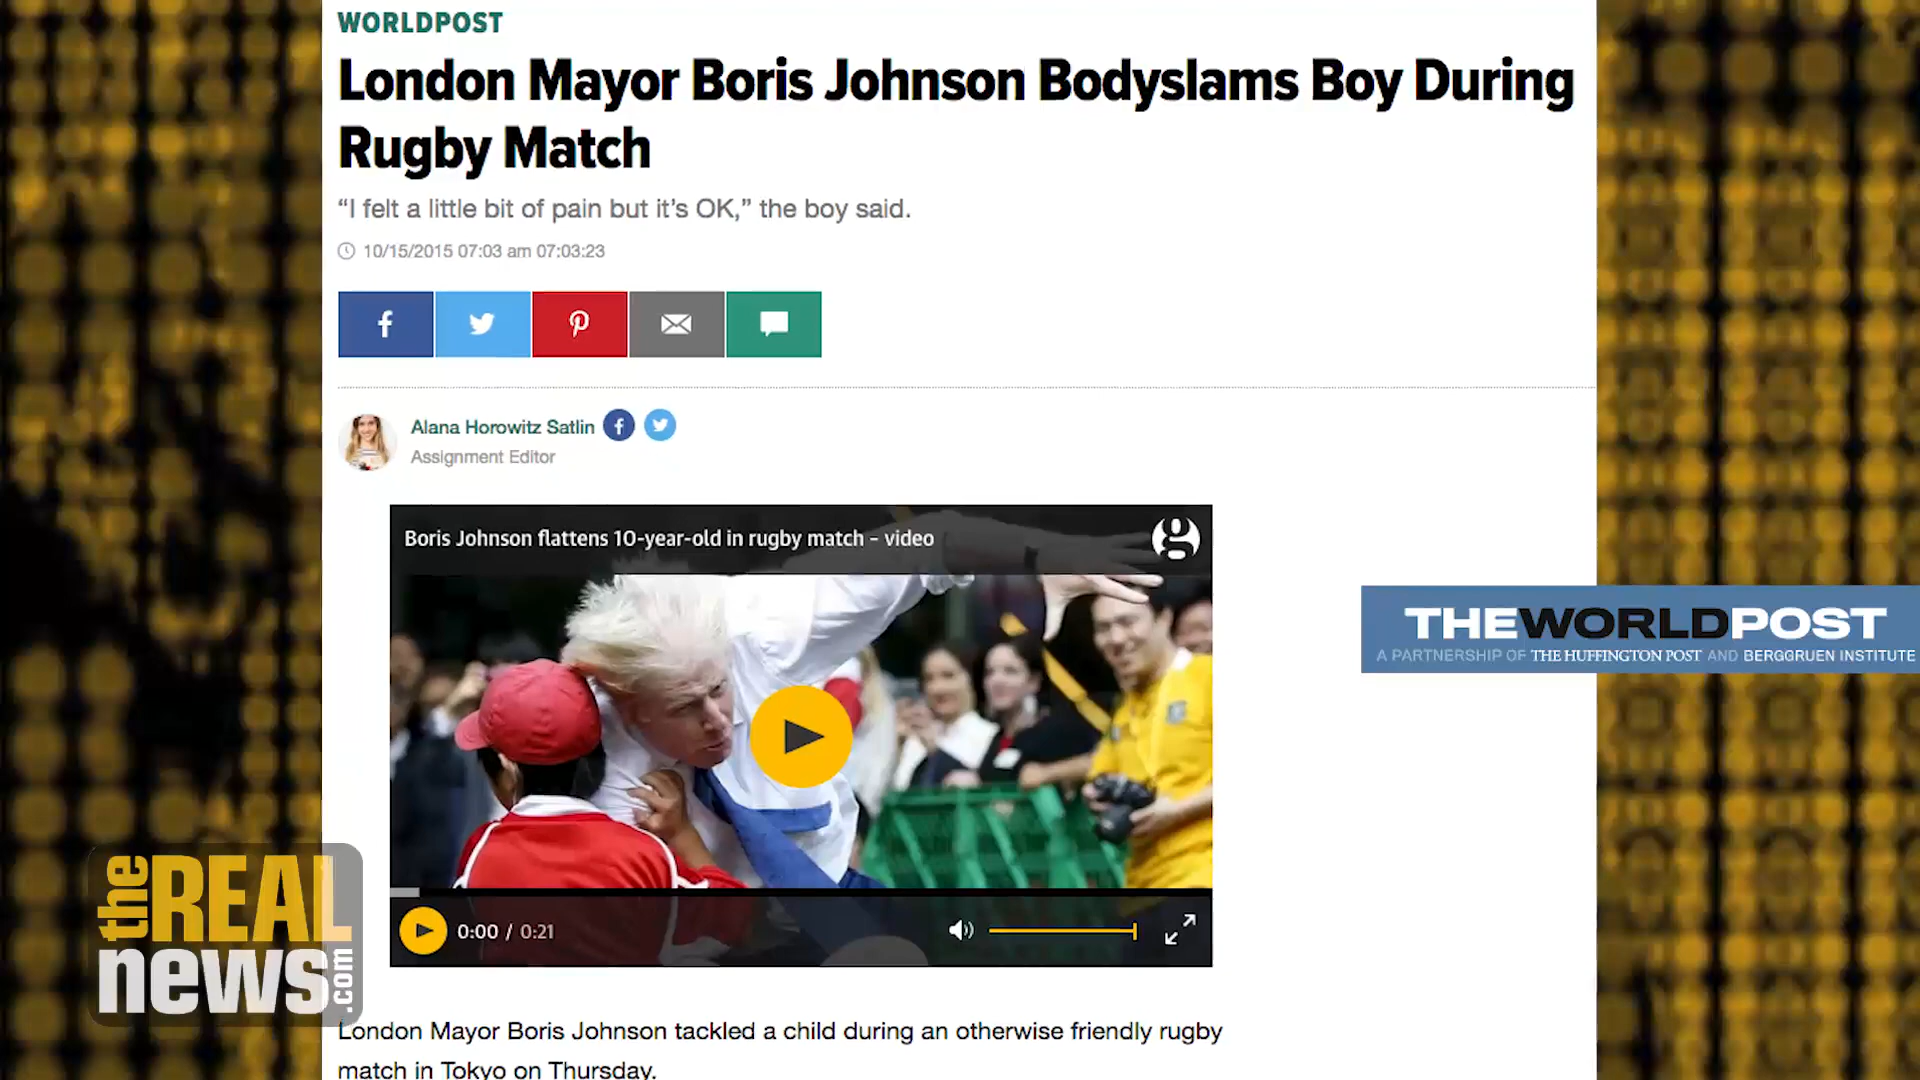 WORLDPOST
London Mayor Boris Johnson Bodyslams Boy During
Rugby Match
“I felt a little bit of pain but it’s OK,” the boy said.
10/15/2015 07:03 am 07:03:23
Alana Horowitz Satlin
Assignment Editor
Boris Johnson flattens 10-year-old in rugby match – video
0:00 / 0:21
THEWORLDPOST
A PARTNERSHIP OF THE HUFFINGTON POST AND BERGGRUEN INSTITUTE
the REAL
news.com
London Mayor Boris Johnson tackled a child during an otherwise friendly rugby
match in Tokyo on Thursday.